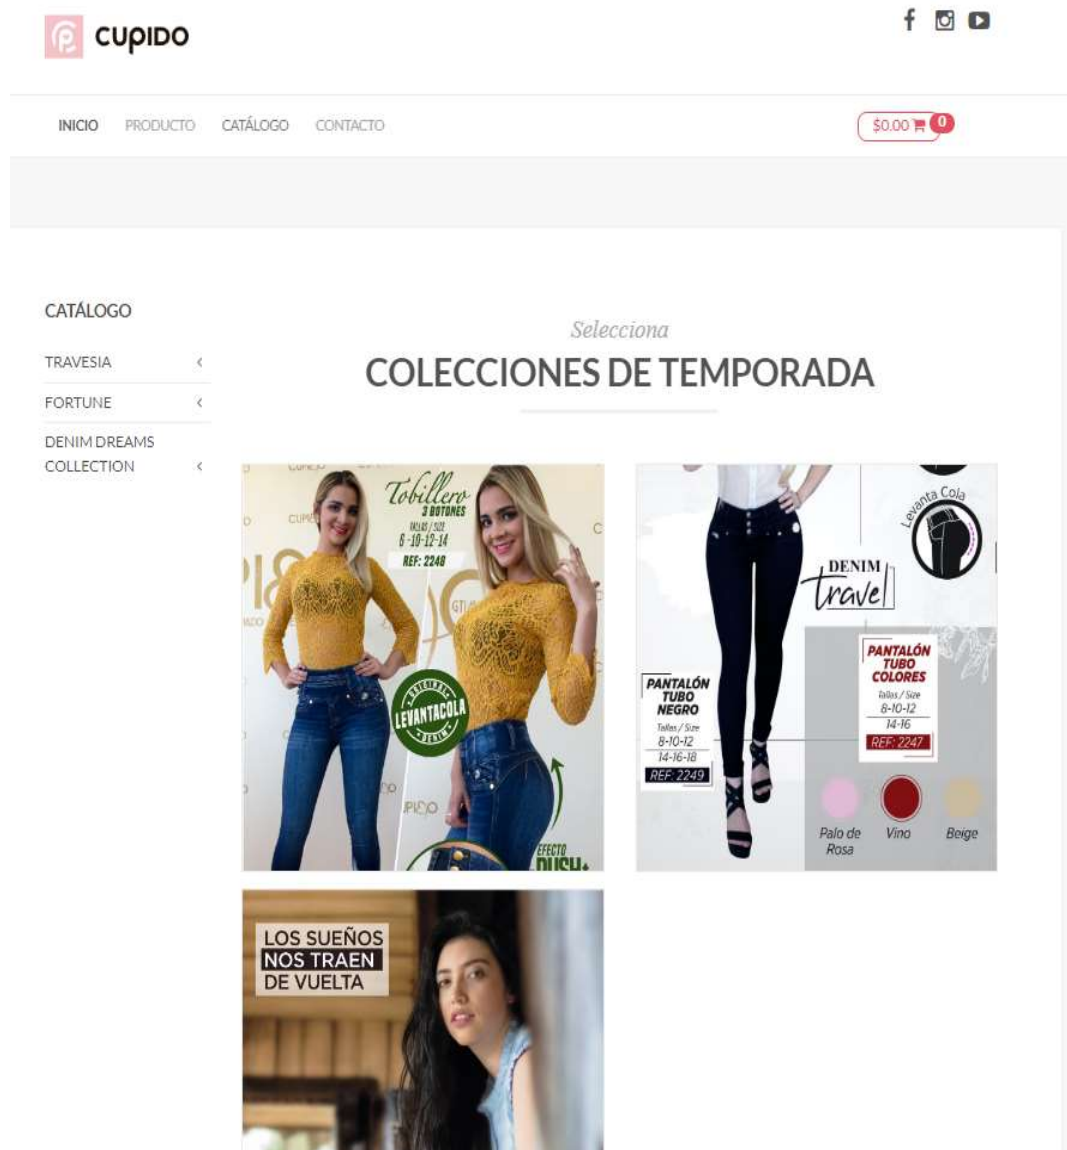 CUPIDO
INICIO PRODUCTO CATÁLOGO CONTACTO
$0.00 0
CATÁLOGO
TRAVESIA
FORTUNE
DENIM DREAMS
COLLECTION
Selecciona
COLECCIONES DE TEMPORADA
Tobillero
3 BOTONES
TALLAS / SIZE
6-10-12-14
REF: 2248
ORIGINAL
LEVANTACOLA
DENIM
EFECTO
PUSH
Levanta Cola
DENIM
travel
PANTALÓN
TUBO
NEGRO
Tallas / Size
8-10-12
14-16-18
REF: 2249
PANTALÓN
TUBO
COLORES
Tallas / Size
8-10-12
14-16
REF: 2247
Palo de
Rosa
Vino
Beige
LOS SUEÑOS
NOS TRAEN
DE VUELTA